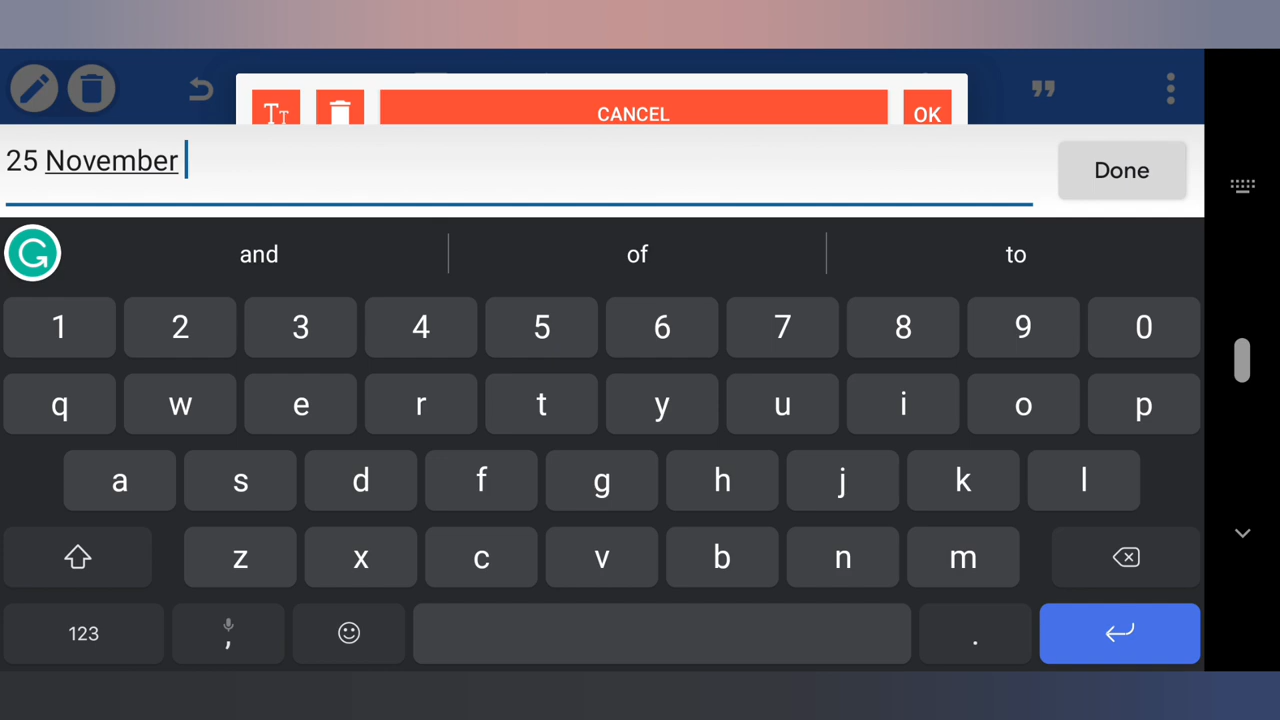 Tт
CANCEL
OK
25 November
Done
and
of
to
1 2 3 4 5 6 7 8 9 0
q w e r t y u i o p
a s d f g h j k l
z x c v b n m
123 , .